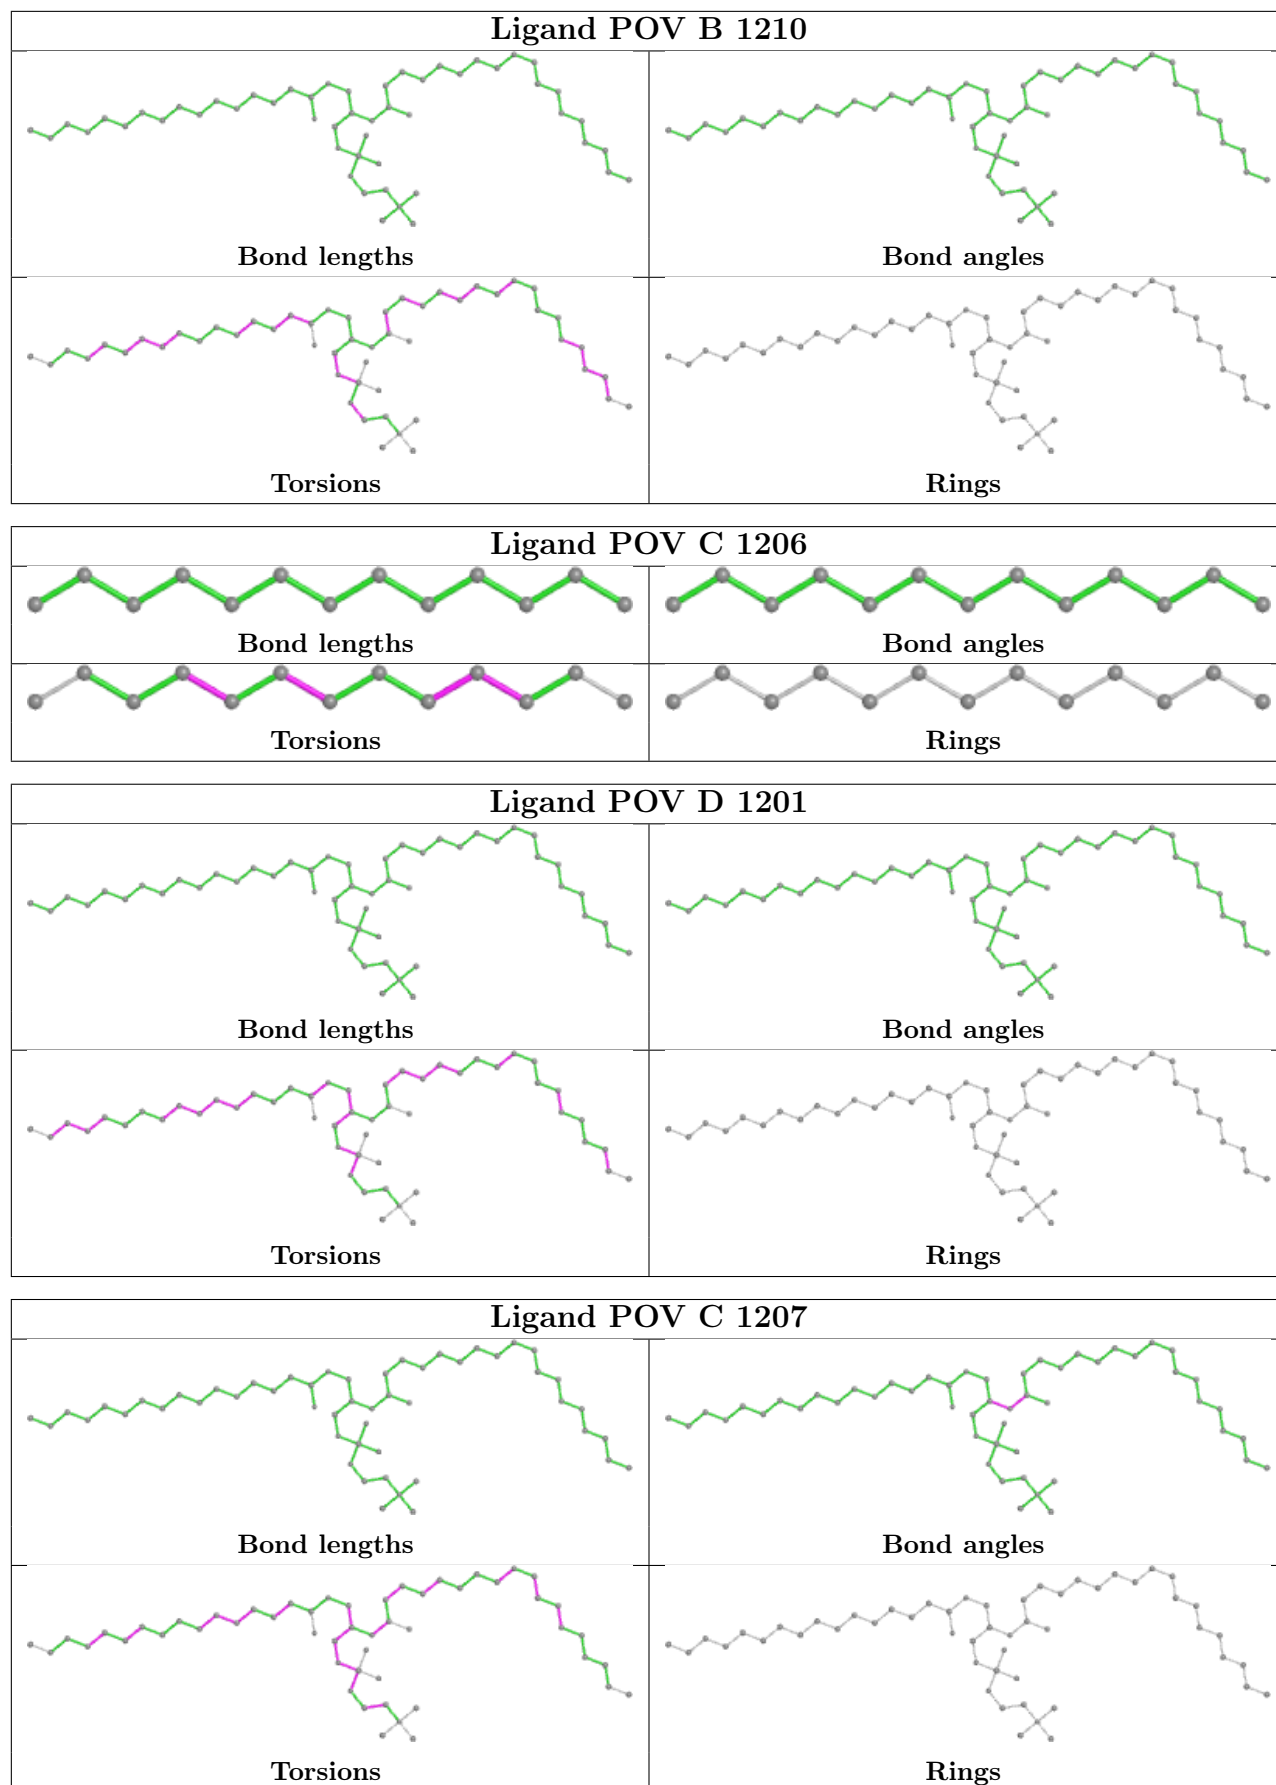 Ligand POV B 1210
Bond lengths
Bond angles
Torsions
Rings
Ligand POV C 1206
Bond lengths
Bond angles
Torsions
Rings
Ligand POV D 1201
Bond lengths
Bond angles
Torsions
Rings
Ligand POV C 1207
Bond lengths
Bond angles
Torsions
Rings